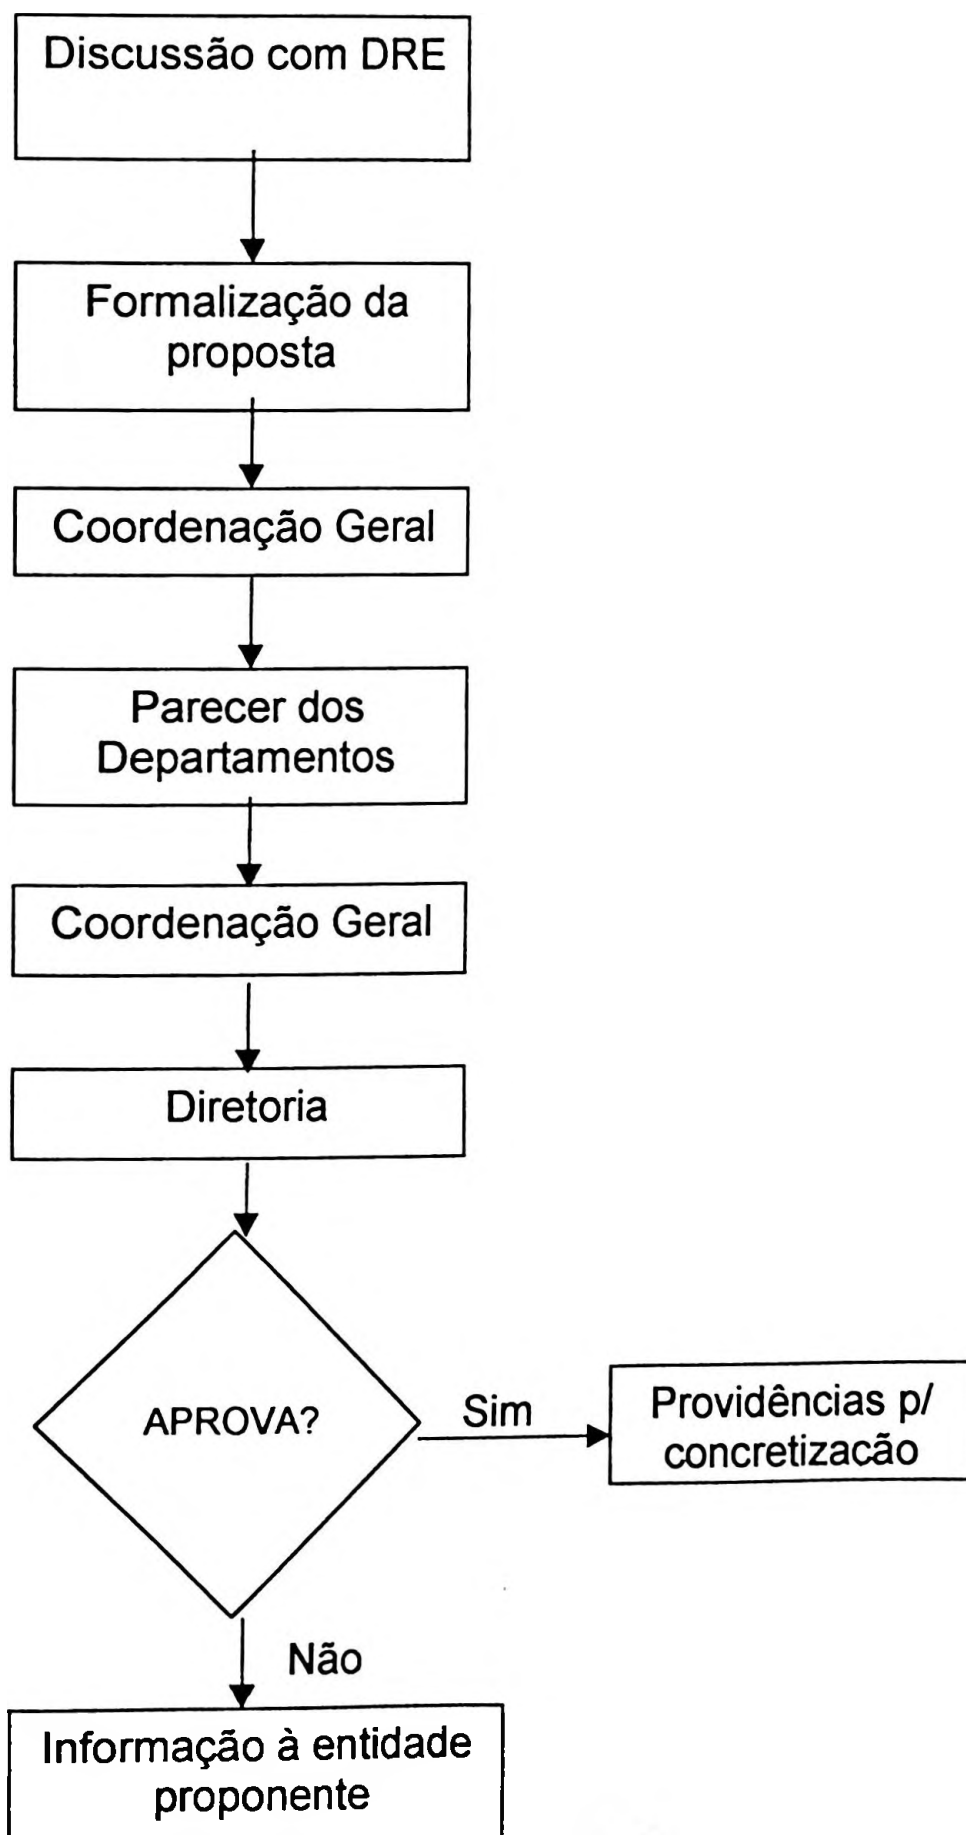 Discussão com DRE
Formalização da
proposta
Coordenação Geral
Parecer dos
Departamentos
Coordenação Geral
Diretoria
APROVA?
Sim
Providências p/
concretizacão
Não
Informação à entidade
proponente